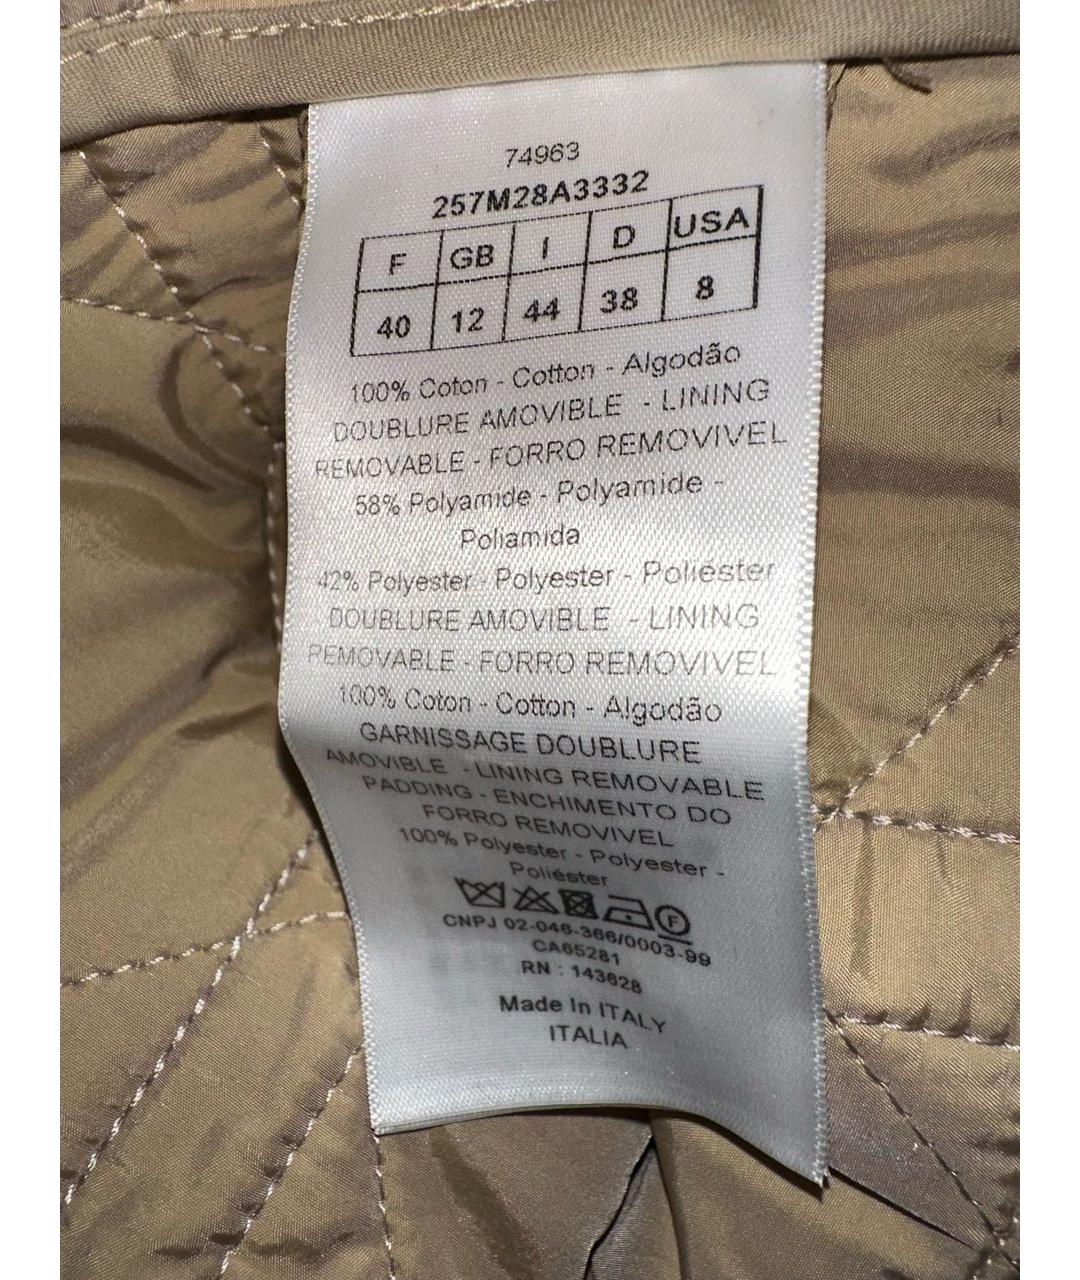 74963
257M28A3332
F GB I D USA
40 12 44 38 8
100% Coton - Cotton - Algodão
DOUBLURE AMOVIBLE - LINING
REMOVABLE - FORRO REMOVIVEL
58% Polyamide - Polyamide -
Poliamida
42% Polyester - Polyester - Poliéster
DOUBLURE AMOVIBLE - LINING
REMOVABLE - FORRO REMOVIVEL
100% Coton - Cotton - Algodão
GARNISSAGE DOUBLURE
AMOVIBLE - LINING REMOVABLE
PADDING - ENCHIMENTO DO
FORRO REMOVIVEL
100% Polyester - Polyester -
Poliéster
F
CNPJ 02-046-366/0003-99
CA65281
RN : 143628
Made In ITALY
ITALIA